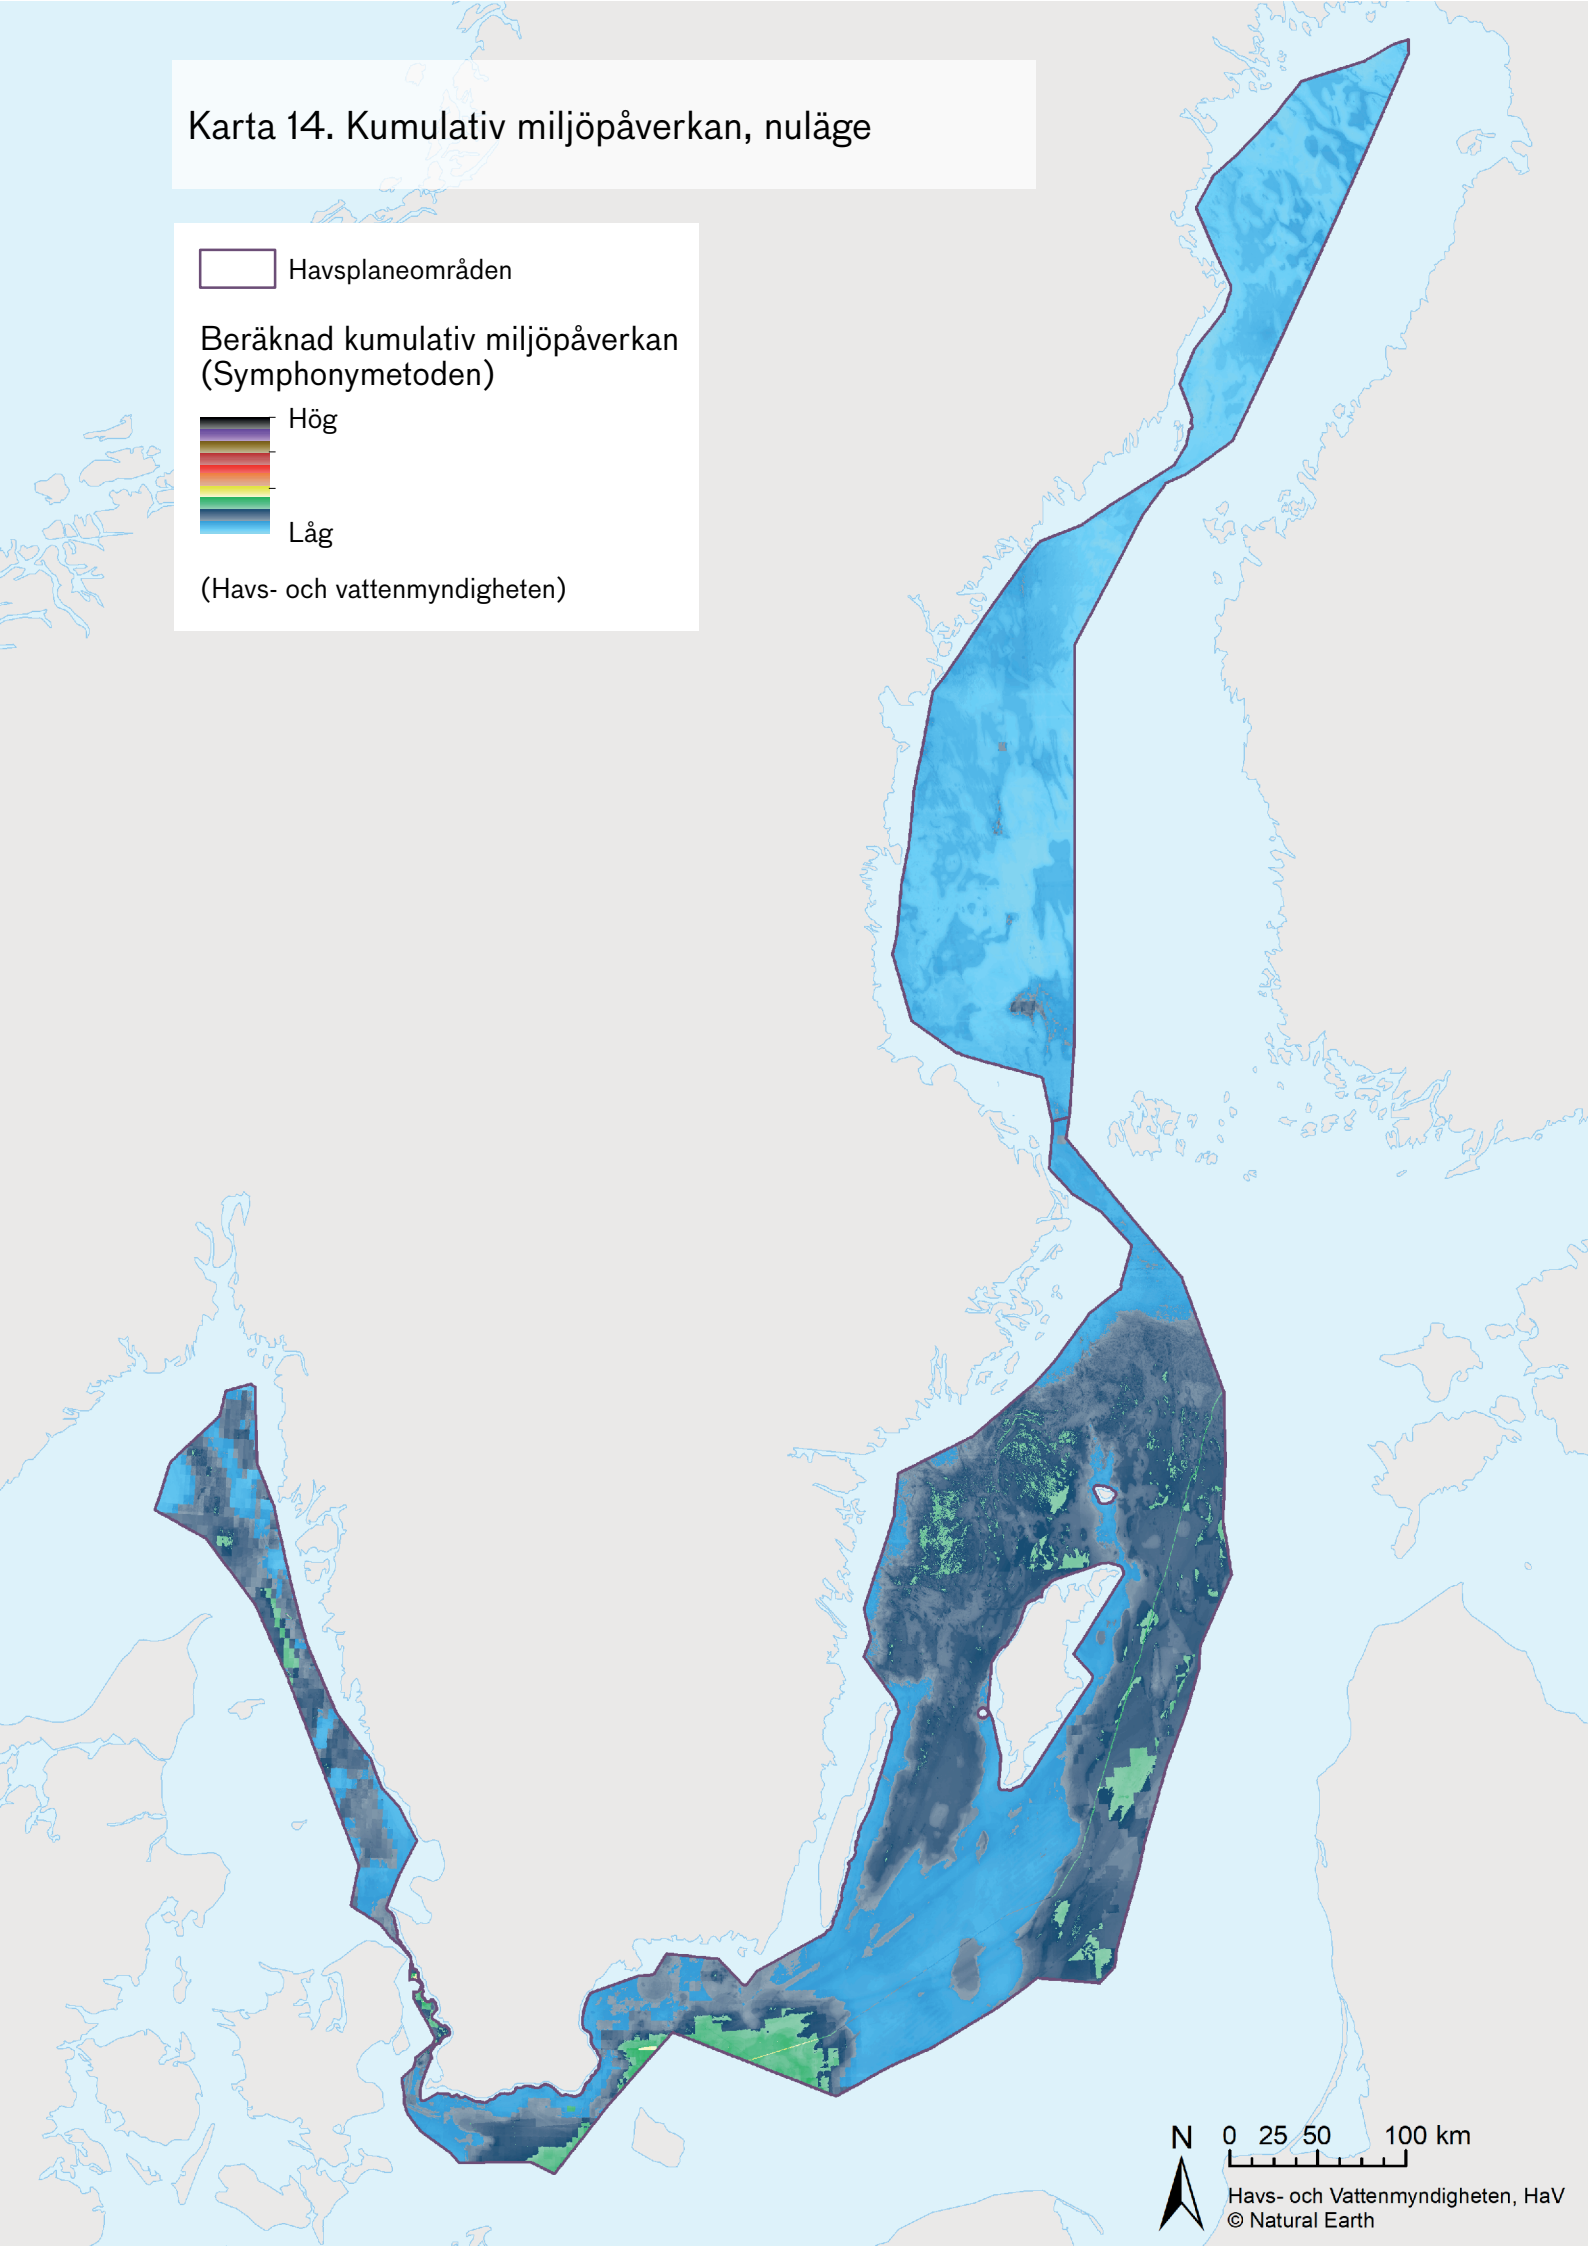 Karta 14. Kumulativ miljöpåverkan, nuläge
Havsplaneområden
Beräknad kumulativ miljöpåverkan
(Symphonymetoden)
Hög
Låg
(Havs- och vattenmyndigheten)
N 0 25 50 100 km
Havs- och Vattenmyndigheten, HaV
© Natural Earth